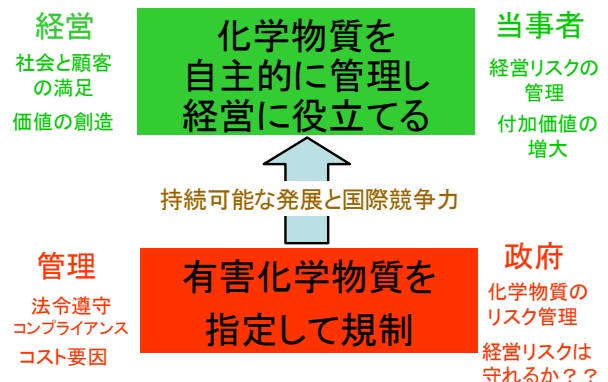 経営
社会と顧客
の満足
価値の創造
化学物質を
自主的に管理し
経営に役立てる
当事者
経営リスクの
管理
付加価値の
増大
持続可能な発展と国際競争力
管理
法令遵守
コンプライアンス
コスト要因
有害化学物質を
指定して規制
政府
化学物質の
リスク管理
経営リスクは
守れるか？？